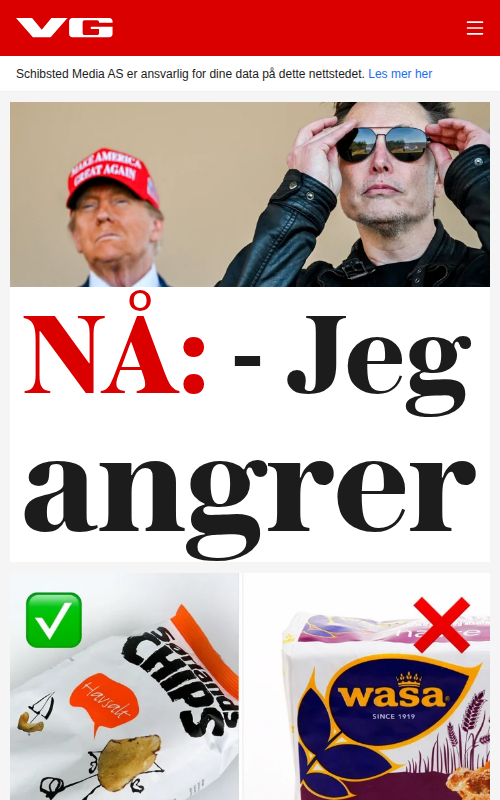 VG
Schibsted Media AS er ansvarlig for dine data på dette nettstedet. Les mer her
MAKE AMERICA
GREAT AGAIN
NÅ: - Jeg
angrer
Sørlands
CHIPS
Havsalt
wasa
SINCE 1919